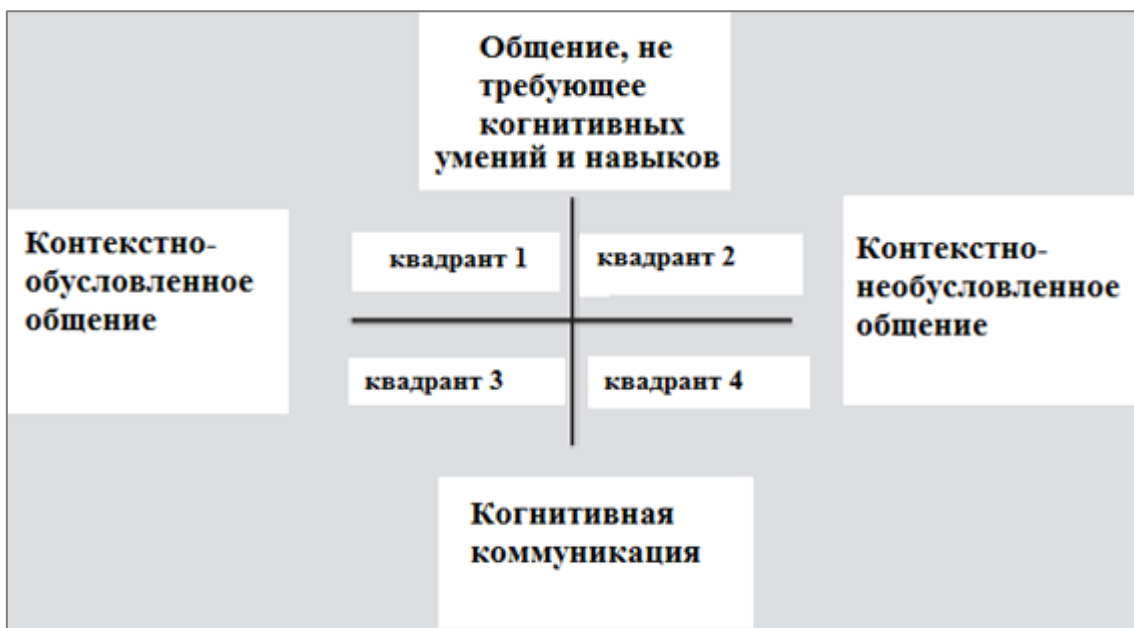 Общение, не
требующее
когнитивных
умений и навыков
Контекстно-
обусловленное
общение
квадрант 1
квадрант 2
Контекстно-
необусловленное
общение
квадрант 3
квадрант 4
Когнитивная
коммуникация